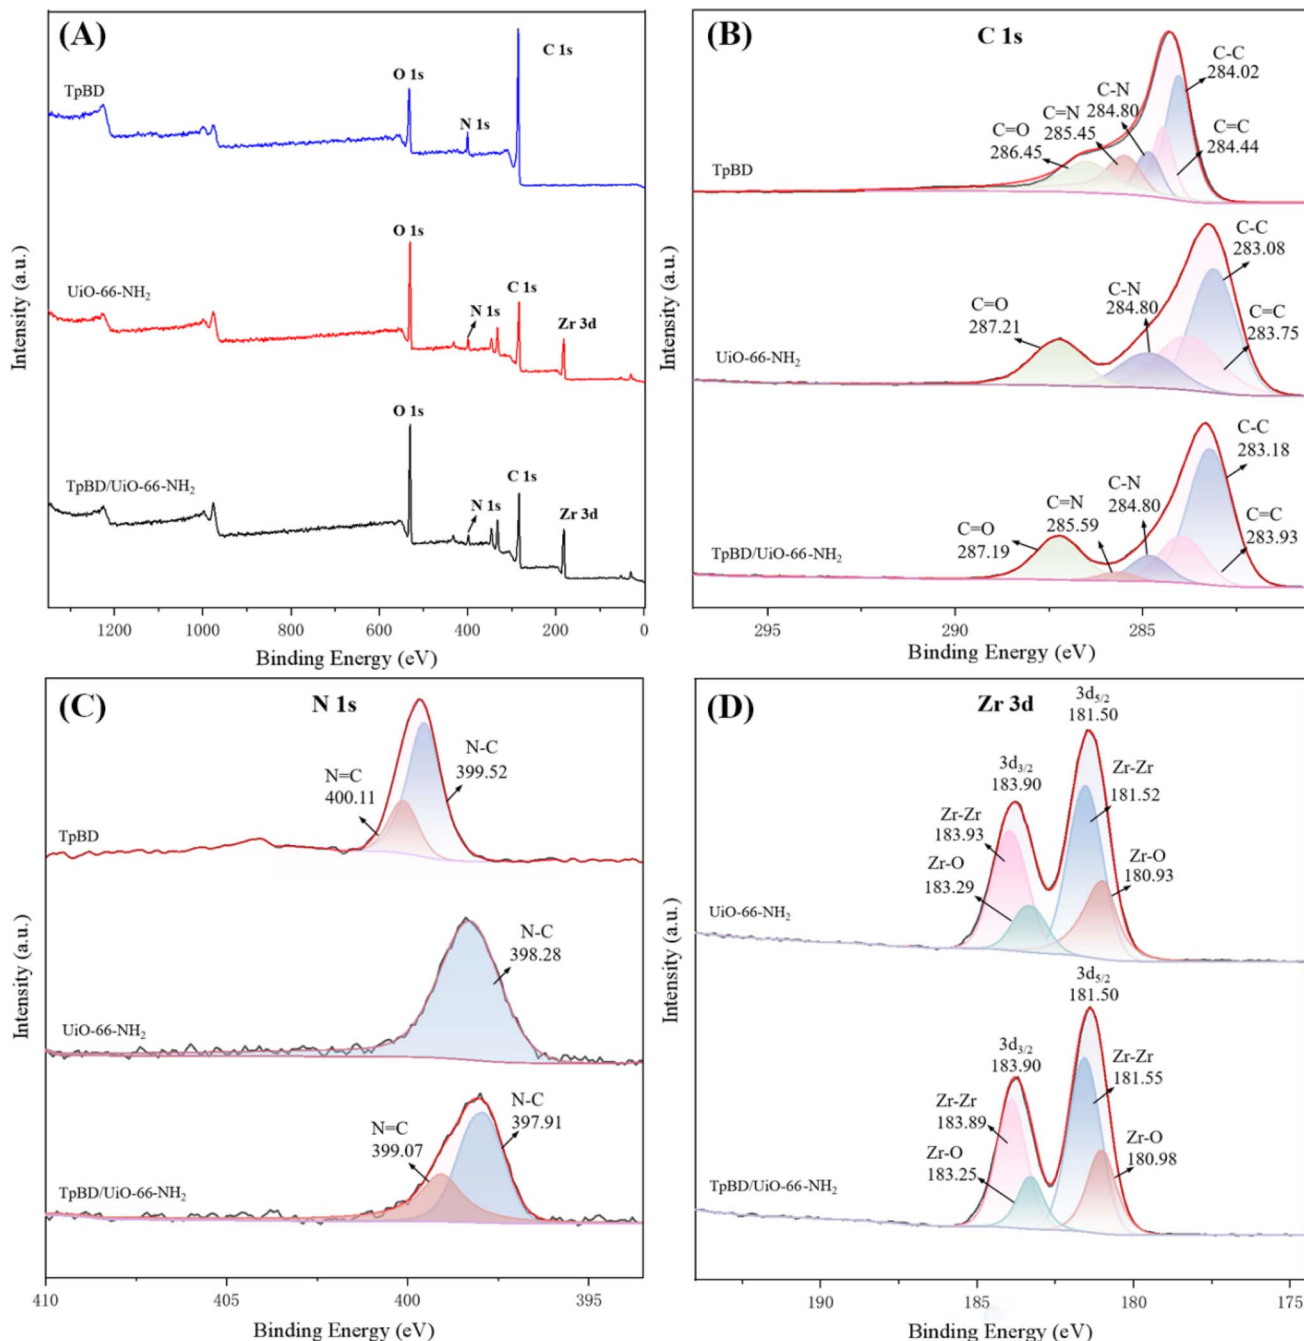 (A)
C 1s
O 1s
TpBD
N 1s
O 1s
C 1s
N 1s
UiO-66-NH₂
Zr 3d
O 1s
C 1s
TpBD/UiO-66-NH₂
N 1s
Zr 3d
Intensity (a.u.)
1200 1000 800 600 400 200 0
Binding Energy (eV)
(B)
C 1s
C-C
284.02
C-N
284.80
C=N
285.45
C=O
286.45
C=C
284.44
TpBD
C-C
283.08
C-N
284.80
C=O
287.21
C=C
283.75
UiO-66-NH₂
C-C
283.18
C-N
284.80
C=N
285.59
C=O
287.19
C=C
283.93
TpBD/UiO-66-NH₂
Intensity (a.u.)
295 290 285
Binding Energy (eV)
(C)
N 1s
N-C
399.52
N=C
400.11
TpBD
N-C
398.28
UiO-66-NH₂
N-C
397.91
N=C
399.07
TpBD/UiO-66-NH₂
Intensity (a.u.)
410 405 400 395
Binding Energy (eV)
(D)
Zr 3d
3d₅/₂
181.50
3d₃/₂
183.90
Zr-Zr
181.52
Zr-Zr
183.93
Zr-O
183.29
Zr-O
180.93
UiO-66-NH₂
3d₅/₂
181.50
3d₃/₂
183.90
Zr-Zr
181.55
Zr-Zr
183.89
Zr-O
183.25
Zr-O
180.98
TpBD/UiO-66-NH₂
Intensity (a.u.)
190 185 180 175
Binding Energy (eV)